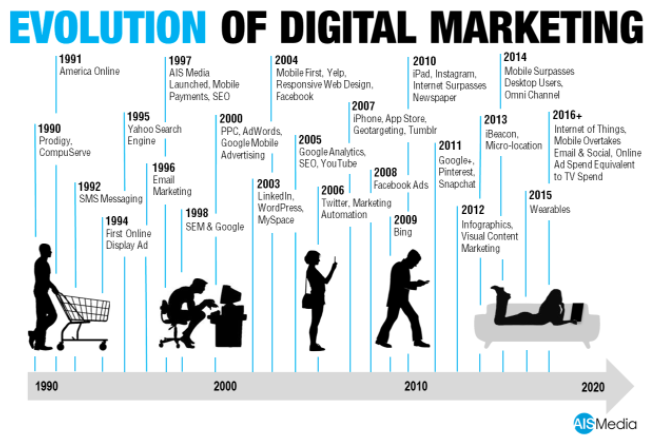 EVOLUTION OF DIGITAL MARKETING
1991
America Online
1997
AIS Media
Launched, Mobile
Payments, SEO
2004
Mobile First, Yelp,
Responsive Web Design,
Facebook
2010
iPad, Instagram,
Internet Surpasses
Newspaper
2014
Mobile Surpasses
Desktop Users,
Omni Channel
1990
Prodigy,
CompuServe
1995
Yahoo Search
Engine
2000
PPC, AdWords,
Google Mobile
Advertising
2007
iPhone, App Store,
Geotargeting, Tumblr
2013
iBeacon,
Micro-location
2016+
Internet of Things,
Mobile Overtakes
Email & Social, Online
Ad Spend Equivalent
to TV Spend
1992
SMS Messaging
1996
Email
Marketing
2005
Google Analytics,
SEO, YouTube
2011
Google+,
Pinterest,
Snapchat
1994
First Online
Display Ad
1998
SEM & Google
2003
LinkedIn,
WordPress,
MySpace
2006
Twitter, Marketing
Automation
2008
Facebook Ads
2009
Bing
2012
Infographics,
Visual Content
Marketing
2015
Wearables
1990
2000
2010
2020
AISMedia